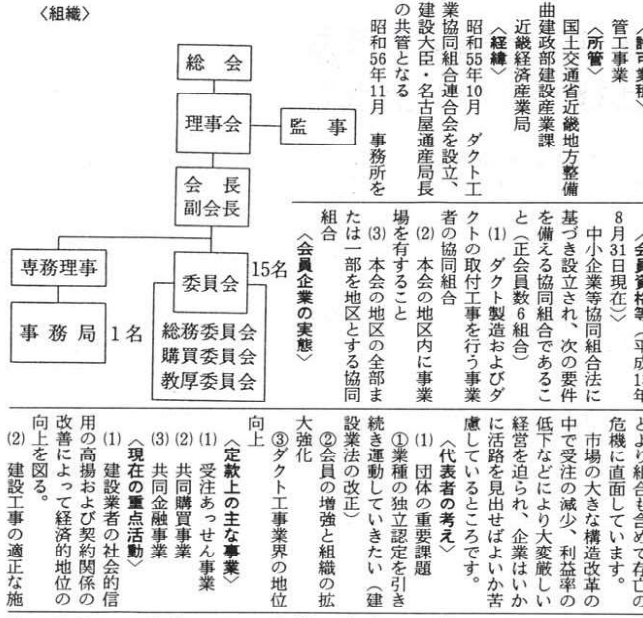 管工事業
〈所管〉
国土交通省近畿地方整備
曲建政部建設産業課
近畿経済産業局
〈経緯〉
昭和55年10月 ダクト工
業協同組合連合会を設立、
建設大臣・名古屋通産局長
の共管となる
昭和56年11月 事務所を
〈組織〉
総会
理事会
監事
会長
副会長
専務理事
事務局
1名
委員会
15名
総務委員会
購買委員会
教厚委員会
8月31日現在〉
中小企業等協同組合法に
基づき設立され、次の要件
を備える協同組合であるこ
と（正会員数6組合）
(1) ダクト製造およびダ
クトの取付工事を行う事業
者の協同組合
(2) 本会の地区内に事業
場を有すること
(3) 本会の地区の全部ま
たは一部を地区とする協同
組合
〈会員企業の実態〉
危機に直面しています。
市場の大きな構造改革の
中で受注の減少、利益率の
低下などにより大変厳しい
経営を迫られ、企業はいか
に活路を見出せばよいか苦
慮しているところです。
〈代表者の考え〉
(1) 団体の重要課題
①業種の独立認定を引き
続き運動していきたい（建
設業法の改正）
②会員の増強と組織の拡
大強化
③ダクト工事業界の地位
向上
〈定款上の主な事業〉
(1) 受注あっせん事業
(2) 共同購買事業
(3) 共同金融事業
〈現在の重点活動〉
(1) 建設業者の社会的信
用の高揚および契約関係の
改善によって経済的地位の
向上を図る。
(2) 建設工事の適正な施